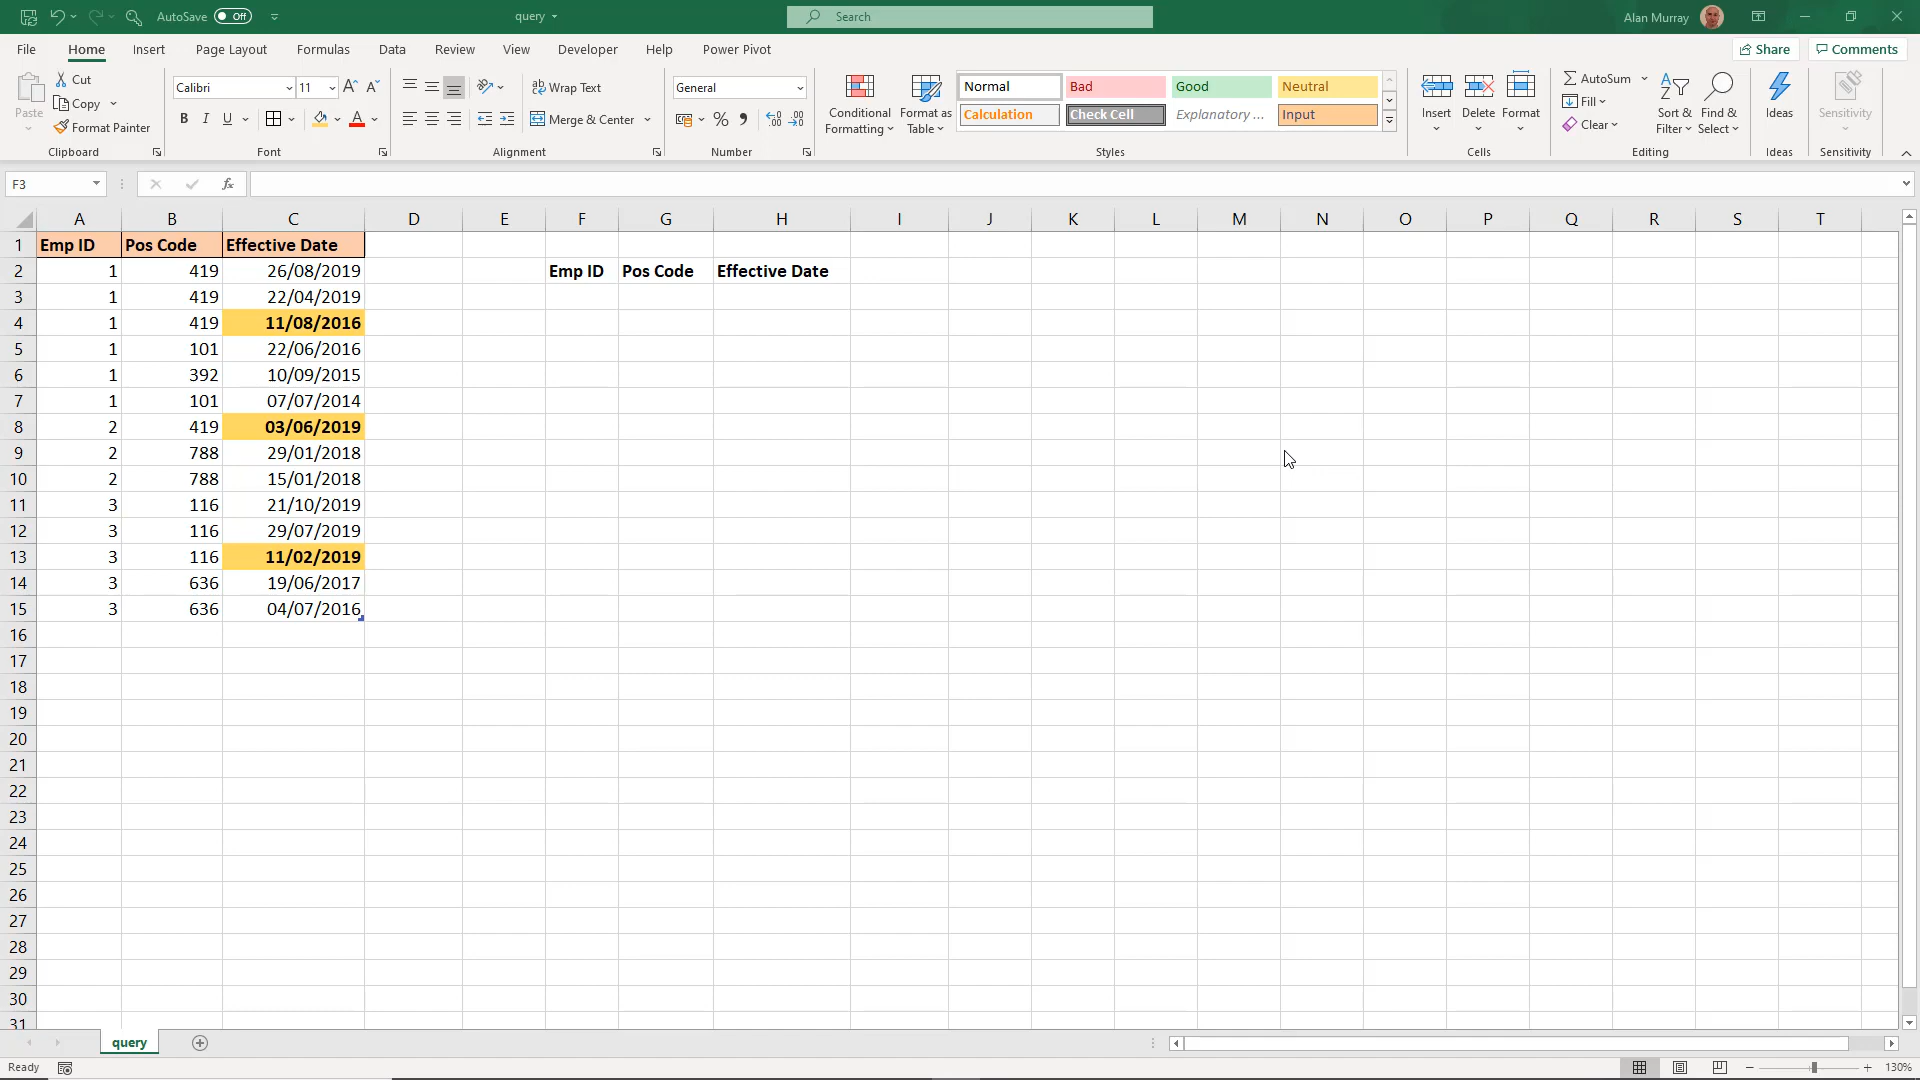 AutoSave Off query Search Alan Murray
File Home Insert Page Layout Formulas Data Review View Developer Help Power Pivot Share Comments
Paste Cut Copy Format Painter Clipboard
Calibri 11 A A B I U A Font
Wrap Text Merge & Center Alignment
General % , Number
Conditional Formatting Format as Table Normal Bad Good Neutral
Calculation Check Cell Explanatory ... Input Styles
Insert Delete Format Cells
AutoSum Fill Clear Sort & Filter Find & Select Editing
Ideas Ideas Sensitivity Sensitivity
F3 fx
A B C D E F G H I J K L M N O P Q R S T
1 Emp ID Pos Code Effective Date
2 1 419 26/08/2019 Emp ID Pos Code Effective Date
3 1 419 22/04/2019
4 1 419 11/08/2016
5 1 101 22/06/2016
6 1 392 10/09/2015
7 1 101 07/07/2014
8 2 419 03/06/2019
9 2 788 29/01/2018
10 2 788 15/01/2018
11 3 116 21/10/2019
12 3 116 29/07/2019
13 3 116 11/02/2019
14 3 636 19/06/2017
15 3 636 04/07/2016
16
17
18
19
20
21
22
23
24
25
26
27
28
29
30
31
query
Ready 130%